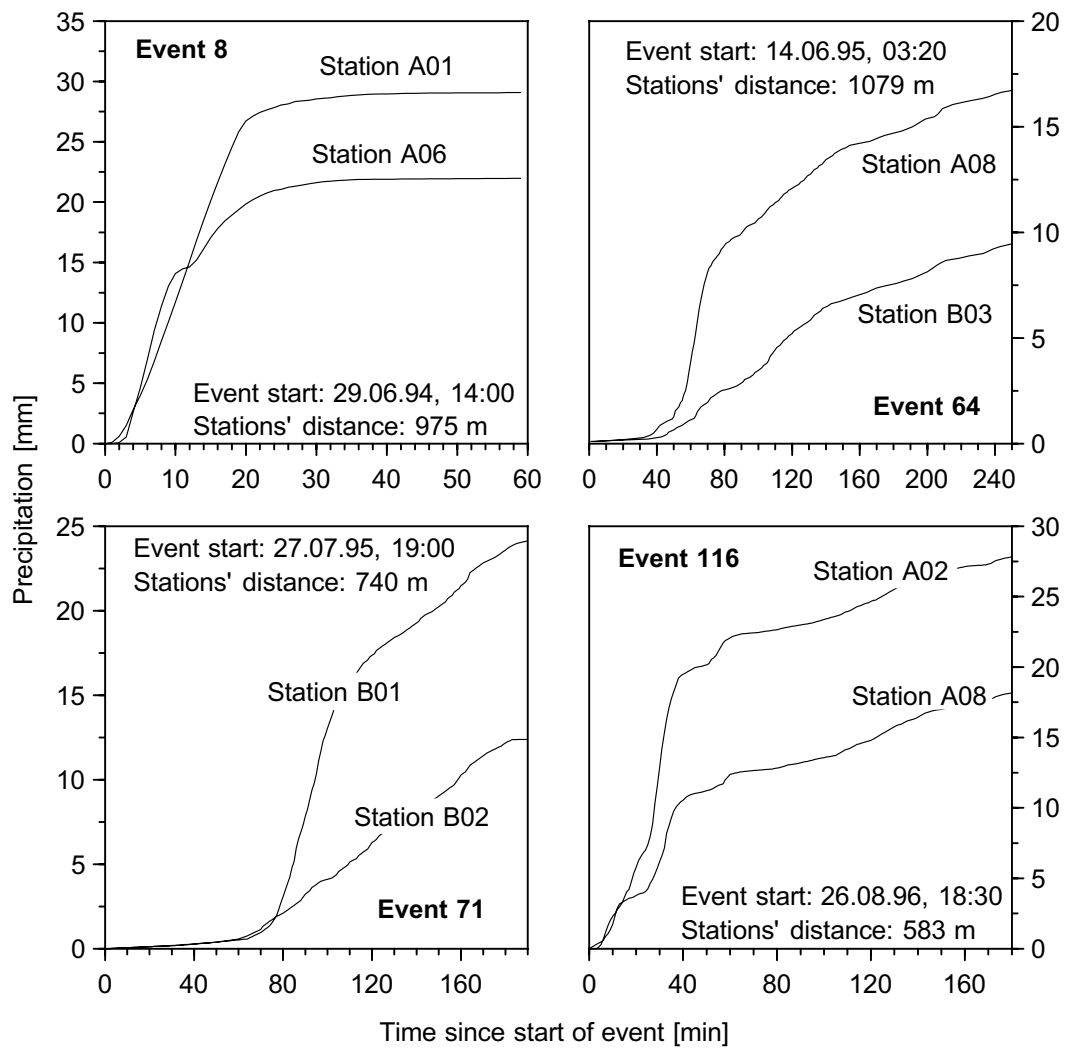 Precipitation [mm]
35
30
25
20
15
10
5
0
Event 8
Station A01
Station A06
Event start: 29.06.94, 14:00
Stations' distance: 975 m
0 10 20 30 40 50 60
20
15
10
5
0
Event start: 14.06.95, 03:20
Stations' distance: 1079 m
Station A08
Station B03
Event 64
0 40 80 120 160 200 240
25
20
15
10
5
0
Event start: 27.07.95, 19:00
Stations' distance: 740 m
Station B01
Station B02
Event 71
0 40 80 120 160
30
25
20
15
10
5
0
Event 116
Station A02
Station A08
Event start: 26.08.96, 18:30
Stations' distance: 583 m
0 40 80 120 160
Time since start of event [min]